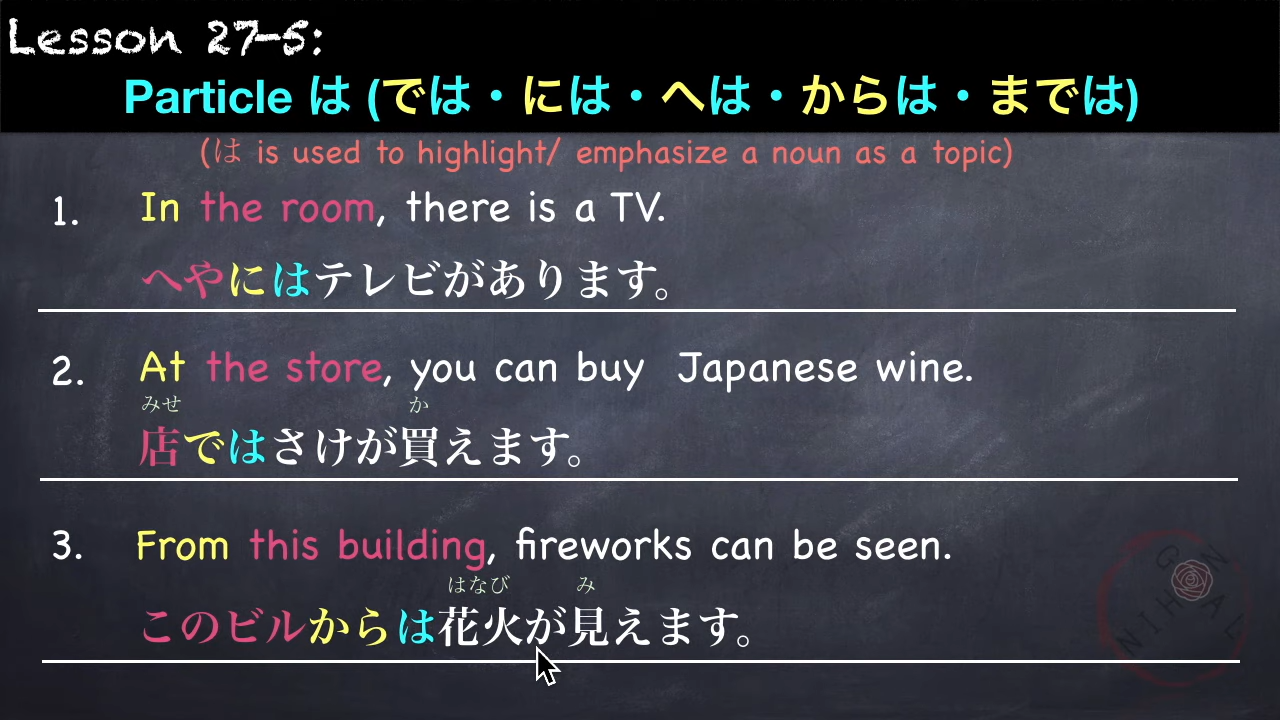 Lesson 27-5:
Particle は (では・には・へは・からは・までは)
(は is used to highlight/ emphasize a noun as a topic)
1. In the room, there is a TV.
へやにはテレビがあります。
2. At the store, you can buy Japanese wine.
みせ か
店ではさけが買えます。
3. From this building, fireworks can be seen.
はなび み
このビルからは花火が見えます。
NIHONGOAL